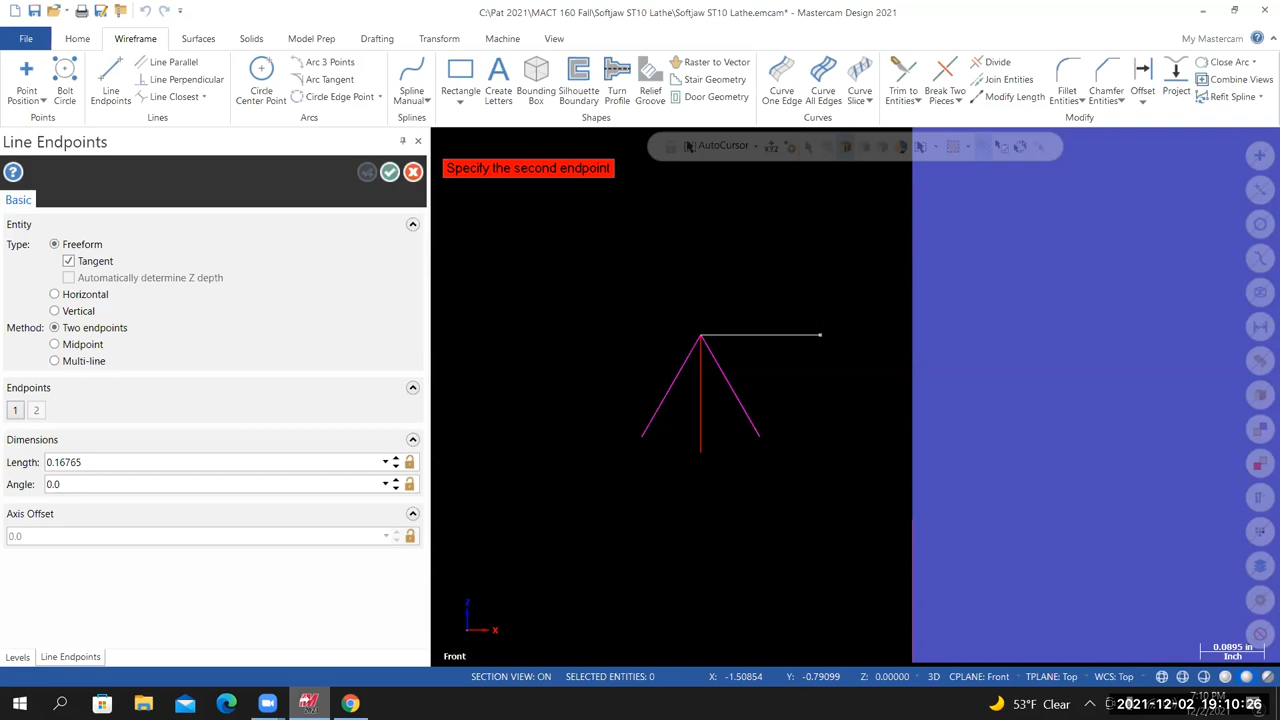 C:\Pat 2021\MACT 160 Fall\Softjaw ST10 Lathe\Softjaw ST10 Lathe.emcam* - Mastercam Design 2021
File Home Wireframe Surfaces Solids Model Prep Drafting Transform Machine View My Mastercam
Point Position
Bolt Circle
Points
Line Endpoints
Line Parallel
Line Perpendicular
Line Closest
Lines
Circle Center Point
Arc 3 Points
Arc Tangent
Circle Edge Point
Arcs
Spline Manual
Splines
Rectangle
Create Letters
Bounding Box
Silhouette Boundary
Turn Profile
Relief Groove
Raster to Vector
Stair Geometry
Door Geometry
Shapes
Curve One Edge
Curve All Edges
Curve Slice
Curves
Trim to Entities
Break Two Pieces
Divide
Join Entities
Modify Length
Fillet Entities
Chamfer Entities
Offset
Project
Close Arc
Combine Views
Refit Spline
Modify
Line Endpoints
Basic
Entity
Type: Freeform
Tangent
Automatically determine Z depth
Horizontal
Vertical
Method: Two endpoints
Midpoint
Multi-line
Endpoints
1 2
Dimensions
Length: 0.16765
Angle: 0.0
Axis Offset
0.0
Levels Line Endpoints
AutoCursor
XYZ
Specify the second endpoint
Z
X
Front
0.0895 in
Inch
SECTION VIEW: ON SELECTED ENTITIES: 0 X: -1.50854 Y: -0.79099 Z: 0.00000 3D CPLANE: Front TPLANE: Top WCS: Top
53°F Clear
7:10 PM
2021-12-02 19:10:26
12/2/2021